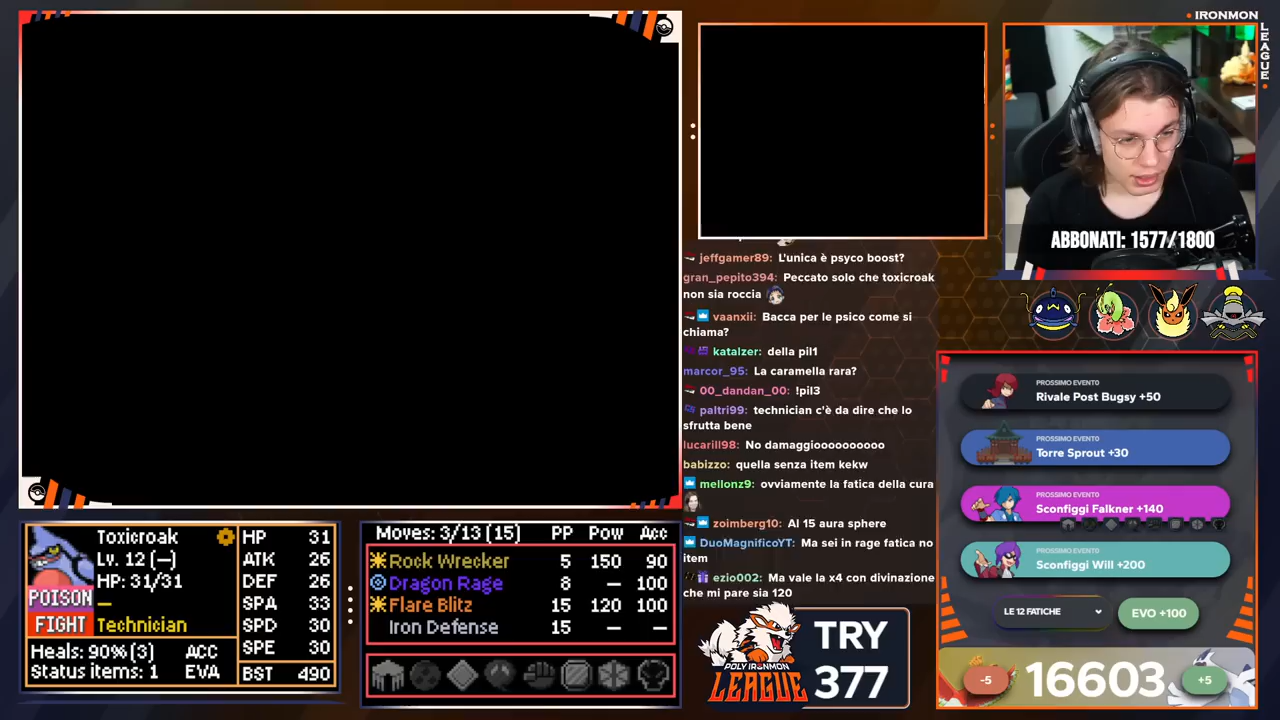 IRONMON
LEAGUE
ABBONATI: 1577/1800
jeffgamer89: L'unica è psyco boost?
gran_pepito394: Peccato solo che toxicroak
non sia roccia
vaanxii: Bacca per le psico come si
chiama?
katalzer: della pil1
marcor_95: La caramella rara?
00_dandan_00: !pil3
paltri99: technician c'è da dire che lo
sfrutta bene
lucarill98: No damaggioooooooooo
babizzo: quella senza item kekw
mellonz9: ovviamente la fatica della cura
zoimberg10: Al 15 aura sphere
DuoMagnificoYT: Ma sei in rage fatica no
item
ezio002: Ma vale la x4 con divinazione
che mi pare sia 120
PROSSIMO EVENTO
Rivale Post Bugsy +50
PROSSIMO EVENTO
Torre Sprout +30
PROSSIMO EVENTO
Sconfiggi Falkner +140
PROSSIMO EVENTO
Sconfiggi Will +200
LE 12 FATICHE
EVO +100
-5
16603
+5
Toxicroak
Lv. 12 (—)
HP: 31/31
POISON
—
FIGHT
Technician
Heals: 90% (3)
Status items: 1
ACC
EVA
HP 31
ATK 26
DEF 26
SPA 33
SPD 30
SPE 30
BST 490
Moves: 3/13 (15) PP Pow Acc
Rock Wrecker 5 150 90
Dragon Rage 8 — 100
Flare Blitz 15 120 100
Iron Defense 15 — —
POLY IRONMON
LEAGUE
TRY
377